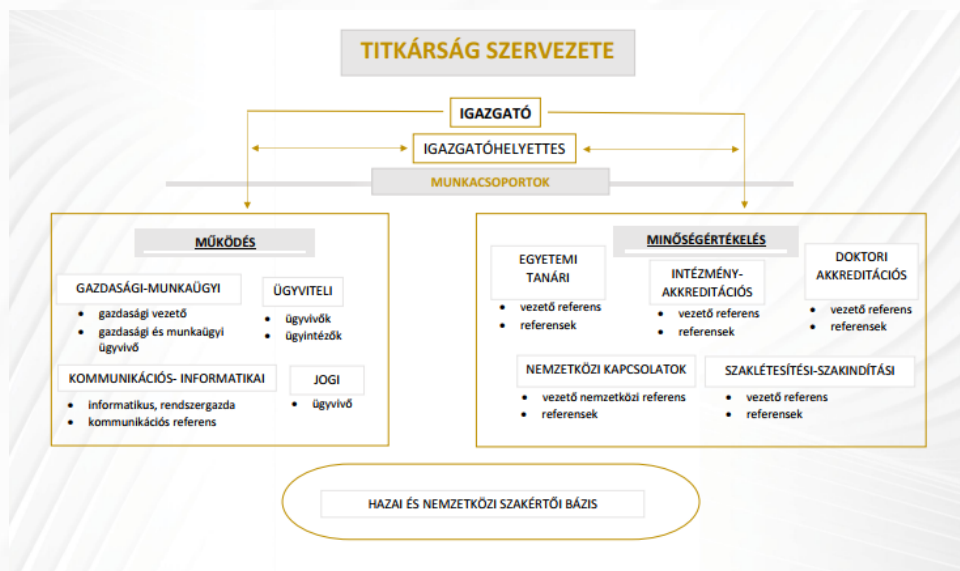 TITKÁRSÁG SZERVEZETE
IGAZGATÓ
IGAZGATÓHELYETTES
MUNKACSOPORTOK
MŰKÖDÉS
GAZDASÁGI-MUNKAÜGYI
• gazdasági vezető
• gazdasági és munkaügyi
ügyvivő
ÜGYVITELI
• ügyvivők
• ügyintézők
KOMMUNIKÁCIÓS- INFORMATIKAI
• informatikus, rendszergazda
• kommunikációs referens
JOGI
• ügyvivő
MINŐSÉGÉRTÉKELÉS
EGYETEMI
TANÁRI
• vezető referens
• referensek
INTÉZMÉNY-
AKKREDITÁCIÓS
• vezető referens
• referensek
DOKTORI
AKKREDITÁCIÓS
• vezető referens
• referensek
NEMZETKÖZI KAPCSOLATOK
• vezető nemzetközi referens
• referensek
SZAKLÉTESÍTÉSI-SZAKINDÍTÁSI
• vezető referens
• referensek
HAZAI ÉS NEMZETKÖZI SZAKÉRTŐI BÁZIS